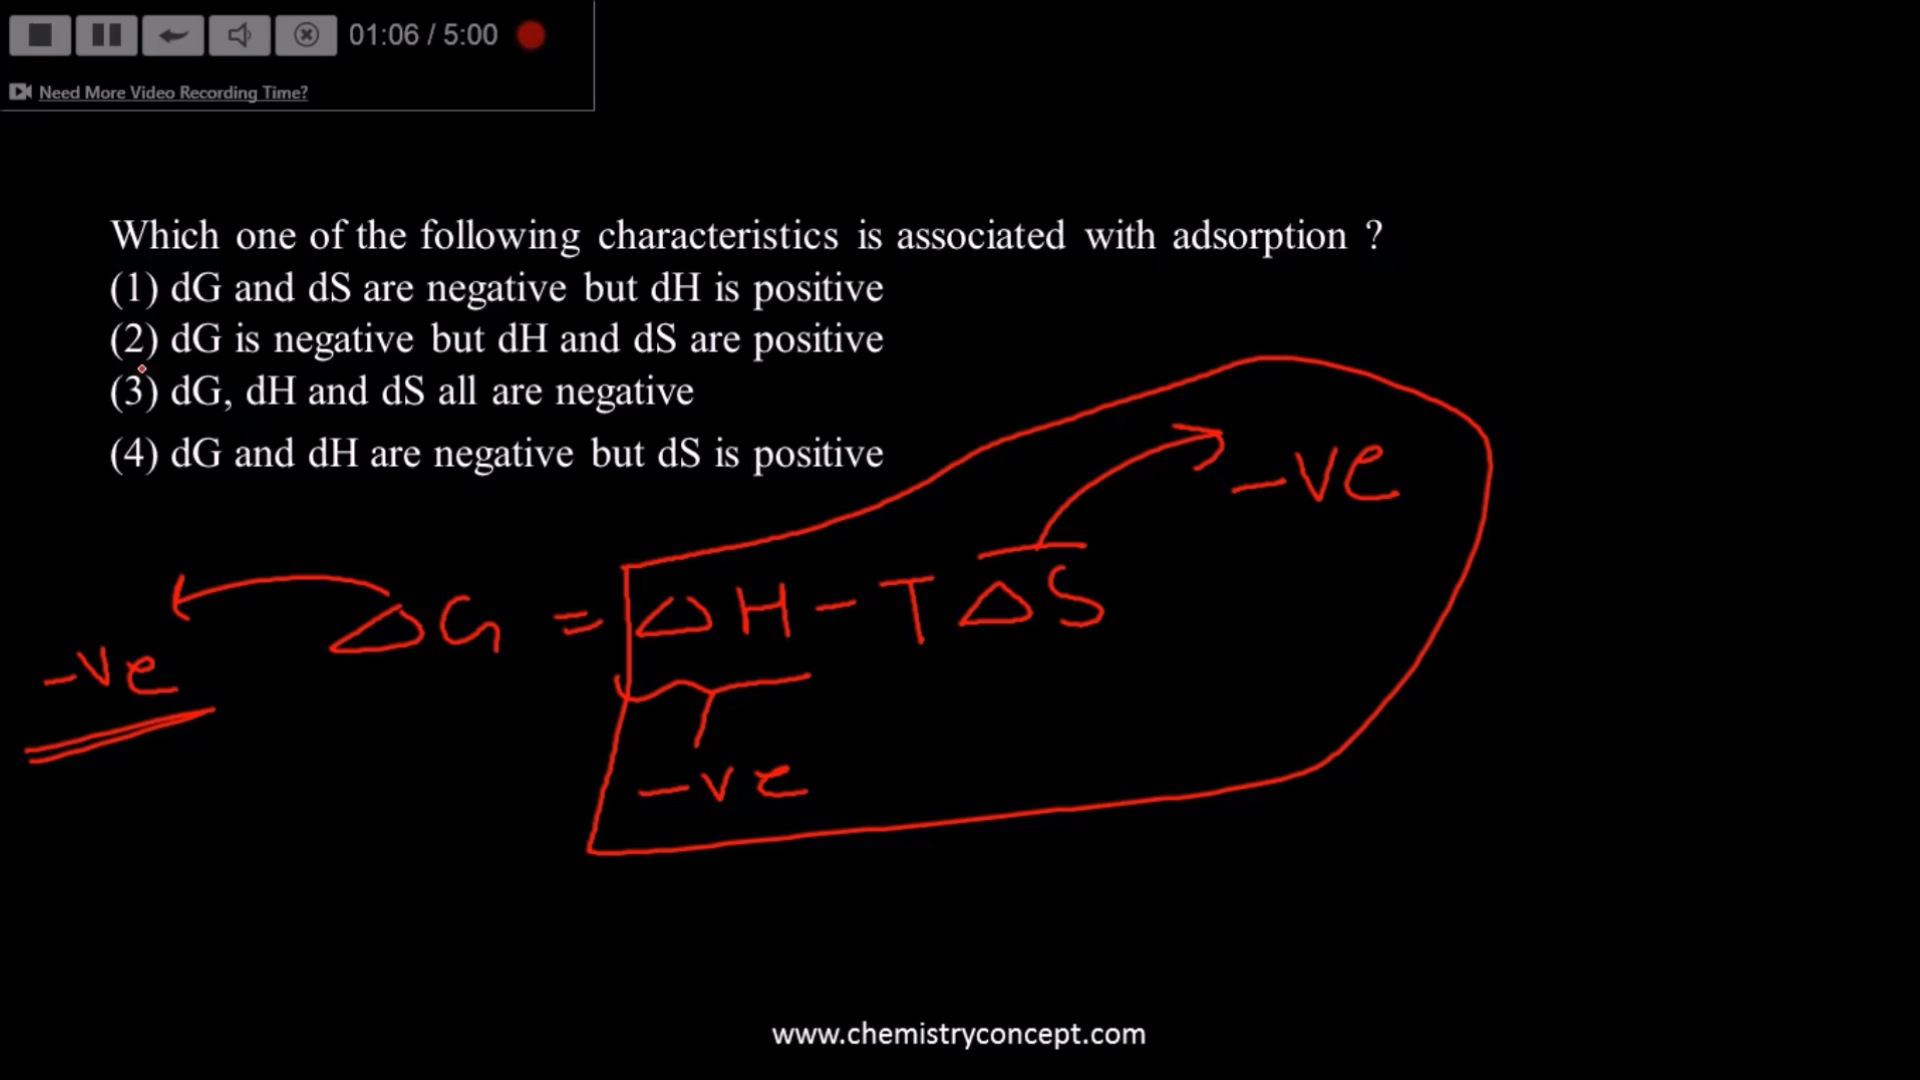 01:06 / 5:00
Need More Video Recording Time?
Which one of the following characteristics is associated with adsorption ?
(1) dG and dS are negative but dH is positive
(2) dG is negative but dH and dS are positive
(3) dG, dH and dS all are negative
(4) dG and dH are negative but dS is positive
-ve
ΔG = ΔH - TΔS
-ve
-ve
www.chemistryconcept.com